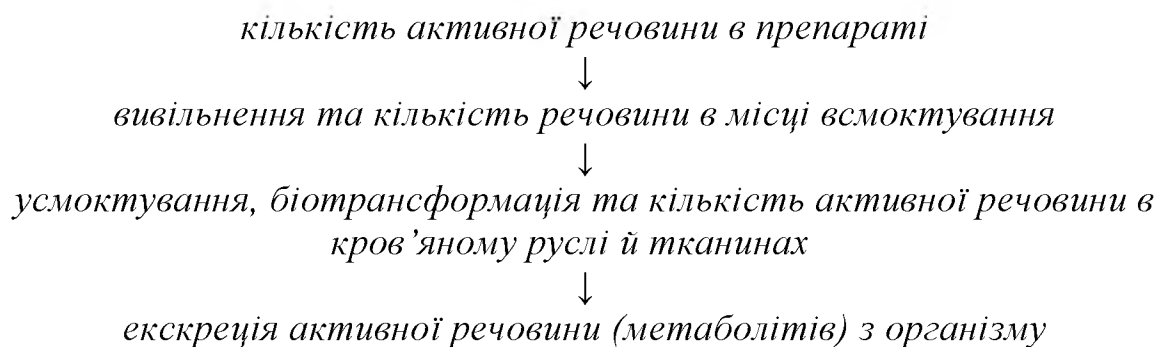 кількість активної речовини в препараті
↓
вивільнення та кількість речовини в місці всмоктування
↓
усмоктування, біотрансформація та кількість активної речовини в
кров’яному руслі й тканинах
↓
екскреція активної речовини (метаболітів) з організму